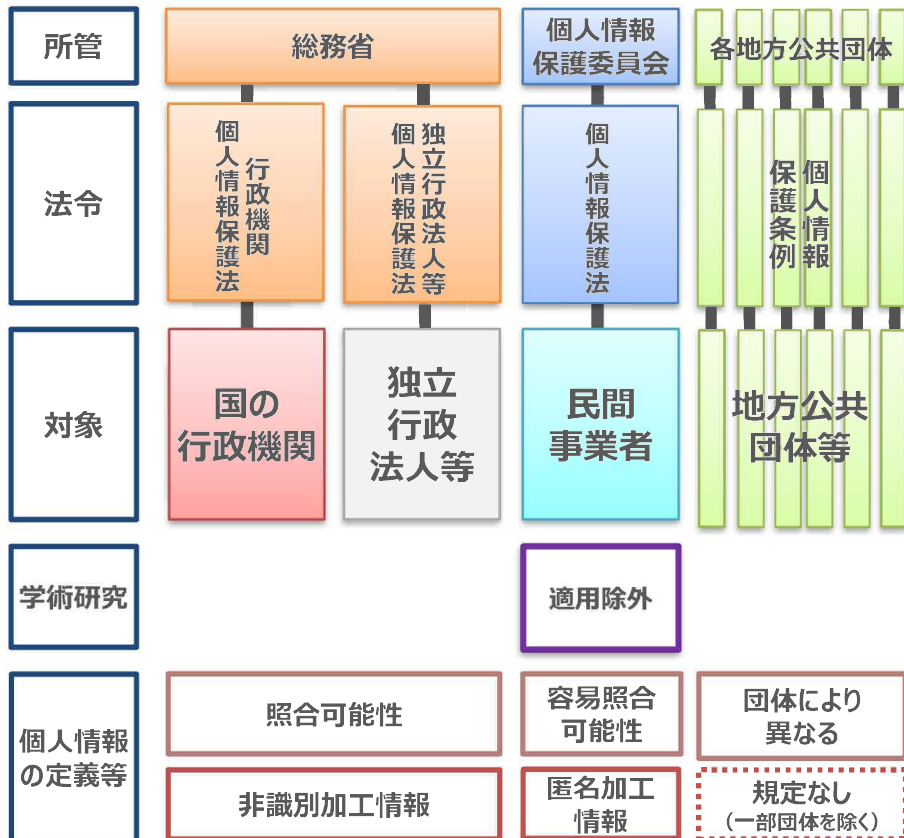 所管
総務省
個人情報
保護委員会
各地方公共団体
法令
行政機関
個人情報保護法
独立行政法人等
個人情報保護法
個人情報保護法
個人情報
保護条例
対象
国の
行政機関
独立
行政
法人等
民間
事業者
地方公共
団体等
学術研究
適用除外
個人情報
の定義等
照合可能性
容易照合
可能性
団体により
異なる
非識別加工情報
匿名加工
情報
規定なし
（一部団体を除く）